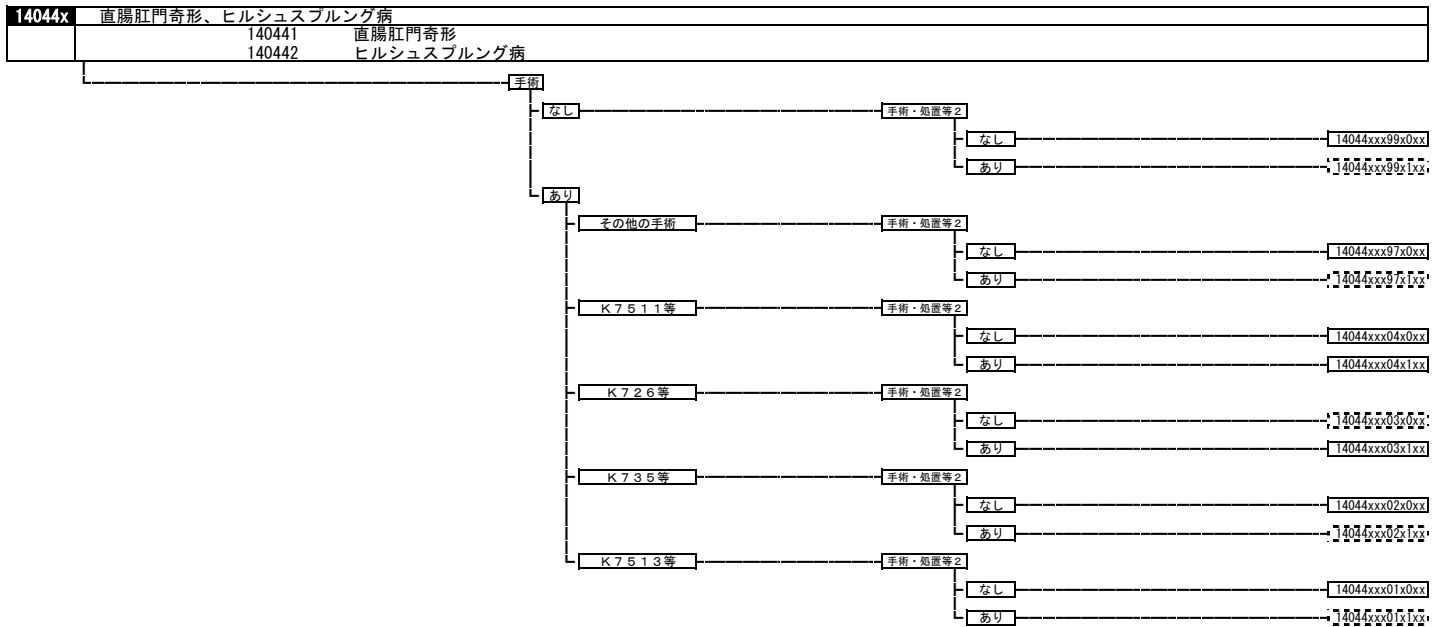 14044x 直腸肛門奇形、ヒルシュスプルング病
140441 直腸肛門奇形
140442 ヒルシュスプルング病
手術
なし 手術・処置等２
なし 14044xxx99x0xx
あり 14044xxx99x1xx
あり
その他の手術 手術・処置等２
なし 14044xxx97x0xx
あり 14044xxx97x1xx
Ｋ７５１１等 手術・処置等２
なし 14044xxx04x0xx
あり 14044xxx04x1xx
Ｋ７２６等 手術・処置等２
なし 14044xxx03x0xx
あり 14044xxx03x1xx
Ｋ７３５等 手術・処置等２
なし 14044xxx02x0xx
あり 14044xxx02x1xx
Ｋ７５１３等 手術・処置等２
なし 14044xxx01x0xx
あり 14044xxx01x1xx